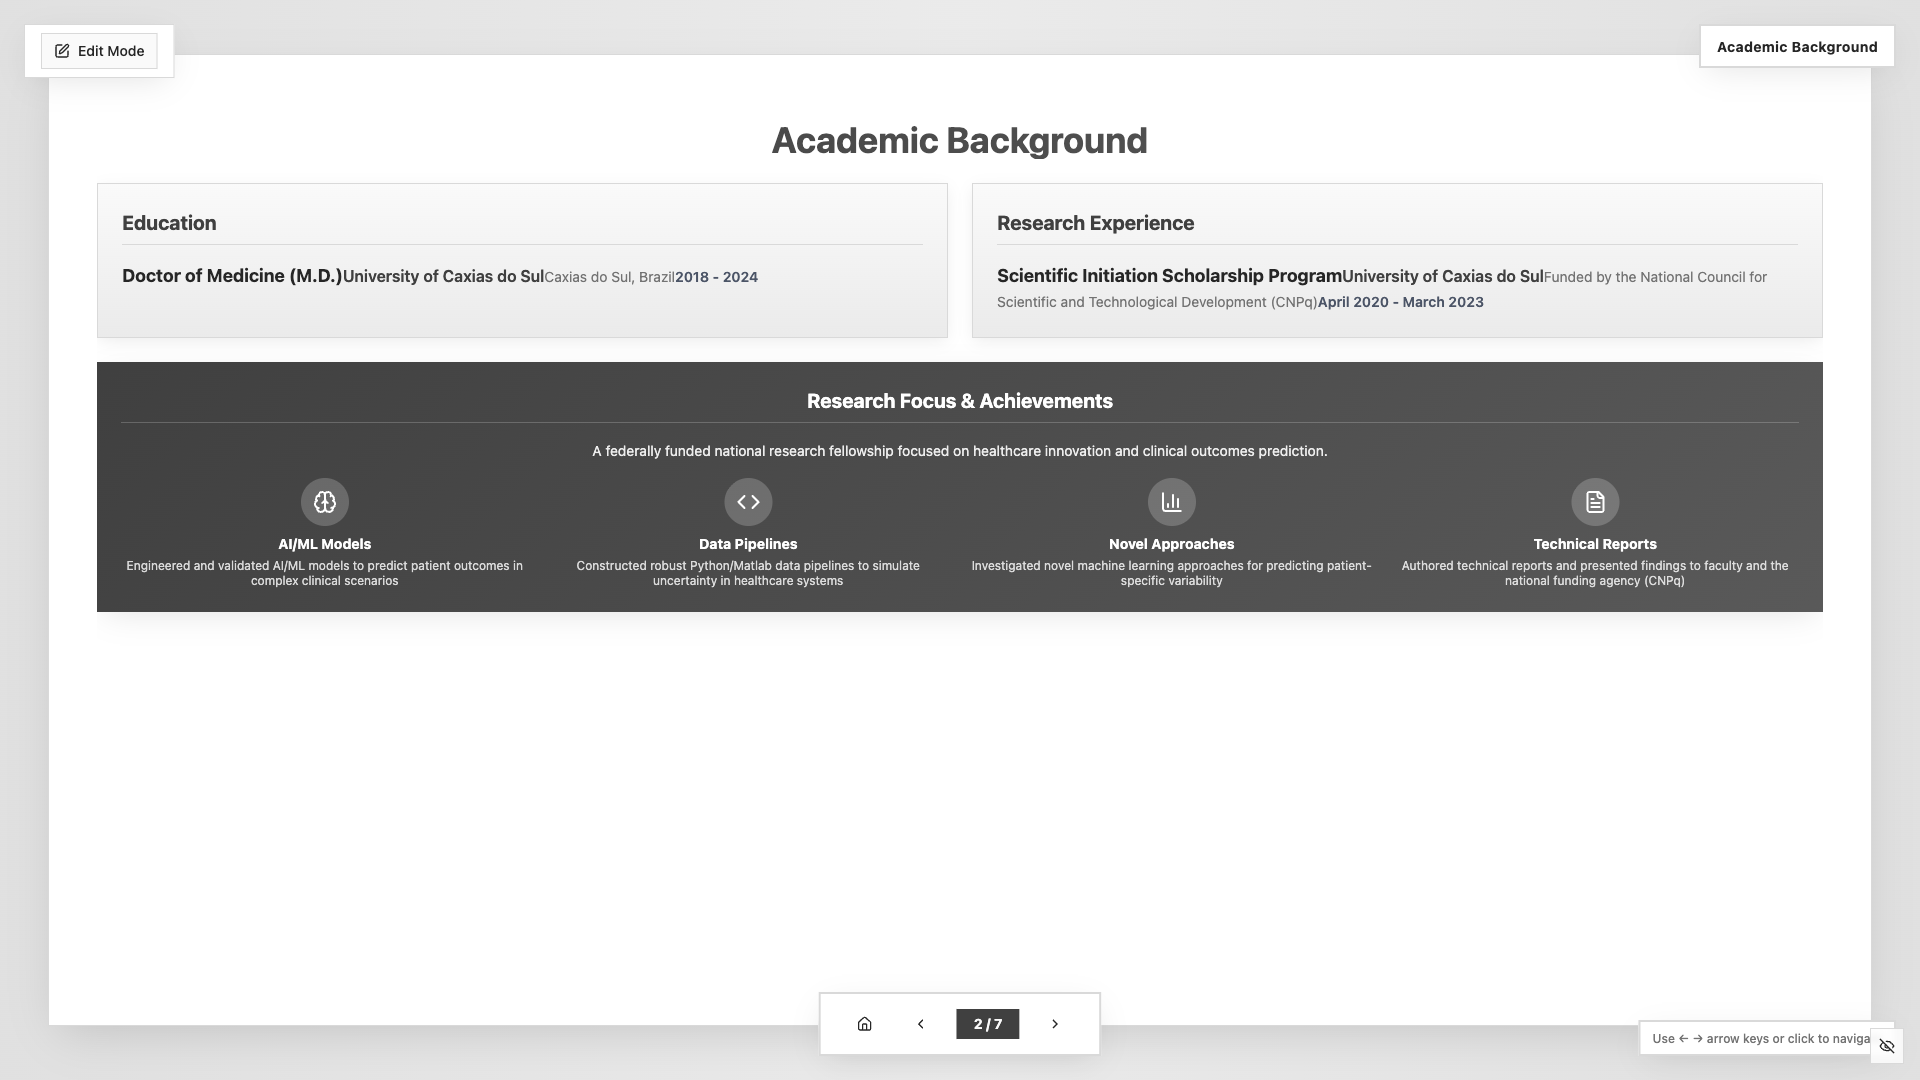 Edit Mode
Academic Background
Academic Background
Education
Doctor of Medicine (M.D.)University of Caxias do SulCaxias do Sul, Brazil2018 - 2024
Research Experience
Scientific Initiation Scholarship ProgramUniversity of Caxias do SulFunded by the National Council for
Scientific and Technological Development (CNPq)April 2020 - March 2023
Research Focus & Achievements
A federally funded national research fellowship focused on healthcare innovation and clinical outcomes prediction.
AI/ML Models
Engineered and validated AI/ML models to predict patient outcomes in
complex clinical scenarios
Data Pipelines
Constructed robust Python/Matlab data pipelines to simulate
uncertainty in healthcare systems
Novel Approaches
Investigated novel machine learning approaches for predicting patient-
specific variability
Technical Reports
Authored technical reports and presented findings to faculty and the
national funding agency (CNPq)
2 / 7
Use ← → arrow keys or click to naviga